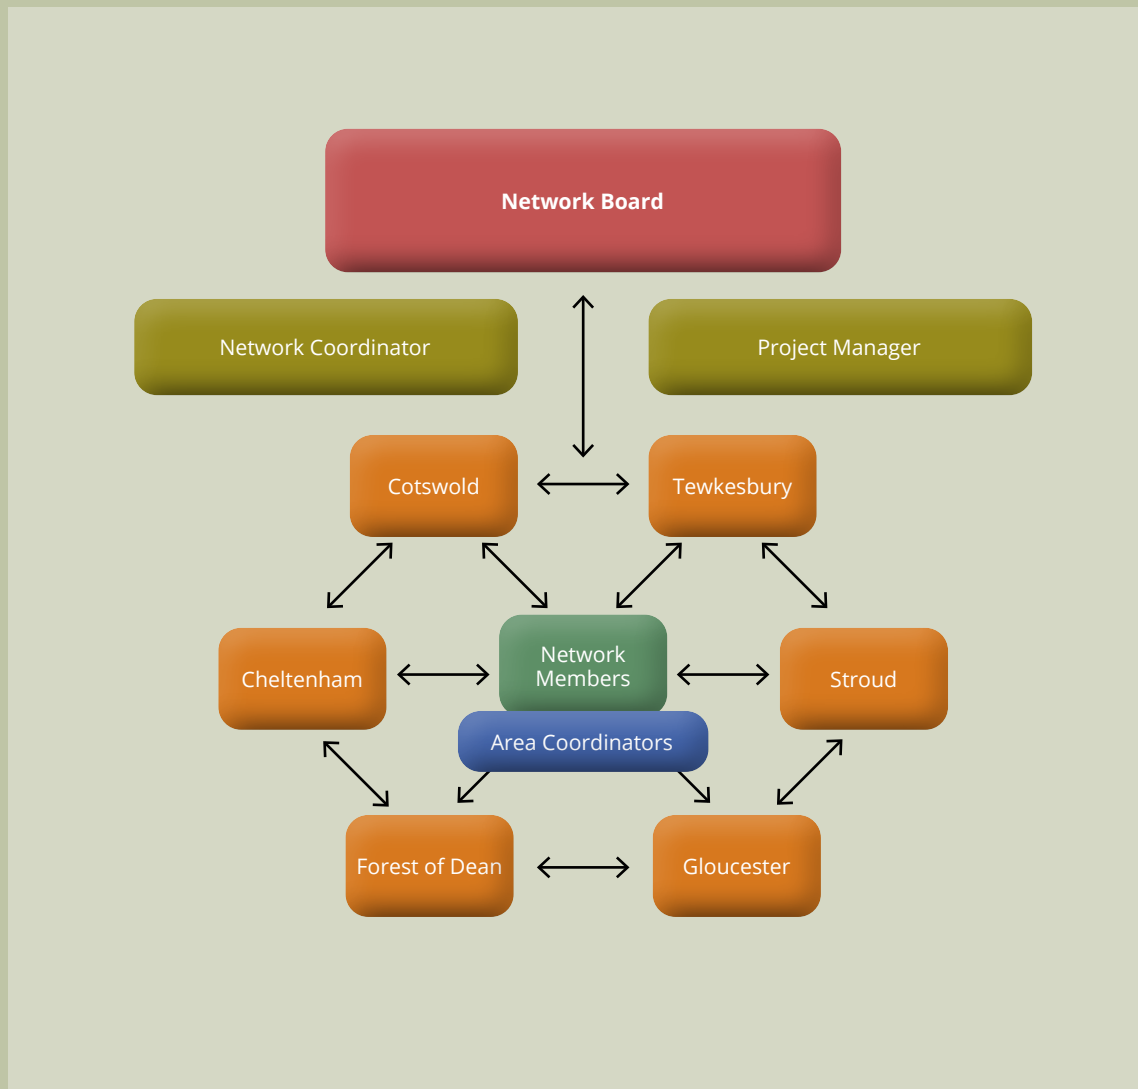 Network Board
Network Coordinator
Project Manager
Cotswold
Tewkesbury
Cheltenham
Network
Members
Stroud
Area Coordinators
Forest of Dean
Gloucester